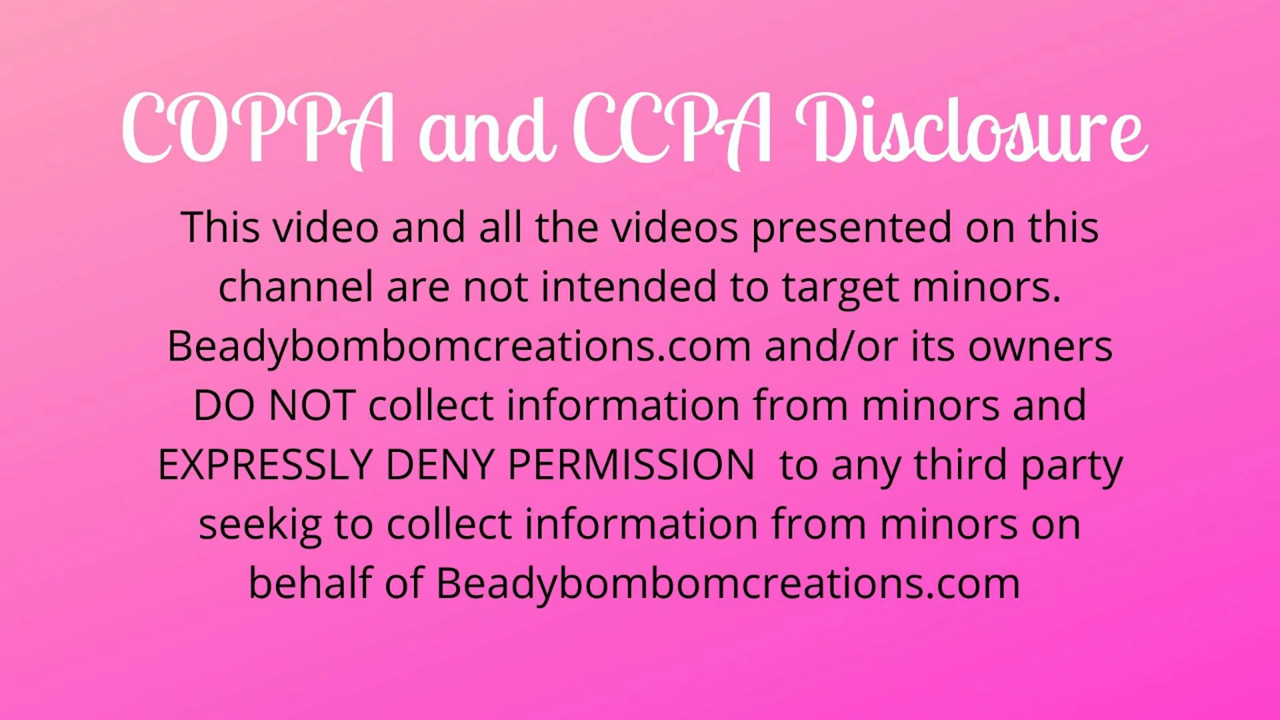 COPPA and CCPA Disclosure
This video and all the videos presented on this
channel are not intended to target minors.
Beadybombomcreations.com and/or its owners
DO NOT collect information from minors and
EXPRESSLY DENY PERMISSION  to any third party
seekig to collect information from minors on
behalf of Beadybombomcreations.com